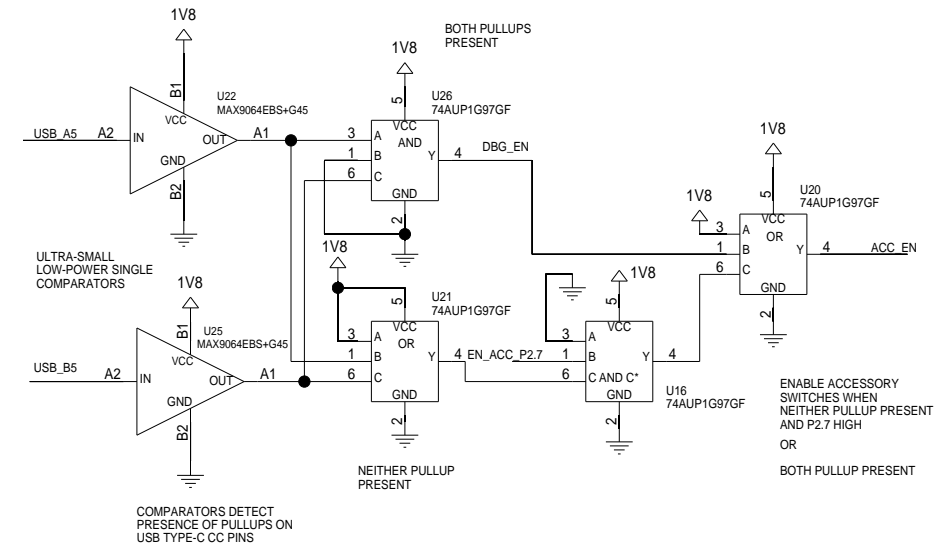 1V8
B1
U22
MAX9064EBS+G45
VCC
USB_A5
A2
IN
OUT
A1
GND
B2
ULTRA-SMALL
LOW-POWER SINGLE
COMPARATORS
1V8
B1
U25
MAX9064EBS+G45
VCC
USB_B5
A2
IN
OUT
A1
GND
B2
COMPARATORS DETECT
PRESENCE OF PULLUPS ON
USB TYPE-C CC PINS
BOTH PULLUPS
PRESENT
1V8
5
U26
74AUP1G97GF
VCC
AND
3
A
1
B
6
C
Y
4
DBG_EN
GND
2
1V8
5
U21
74AUP1G97GF
VCC
OR
3
A
1
B
6
C
Y
4
EN_ACC_P2.7
GND
2
NEITHER PULLUP
PRESENT
1V8
5
VCC
3
A
1
B
6
C AND C*
Y
4
GND
2
U16
74AUP1G97GF
1V8
5
U20
74AUP1G97GF
1V8
VCC
OR
3
A
1
B
6
C
Y
4
ACC_EN
GND
2
ENABLE ACCESSORY
SWITCHES WHEN
NEITHER PULLUP PRESENT
AND P2.7 HIGH
OR
BOTH PULLUP PRESENT